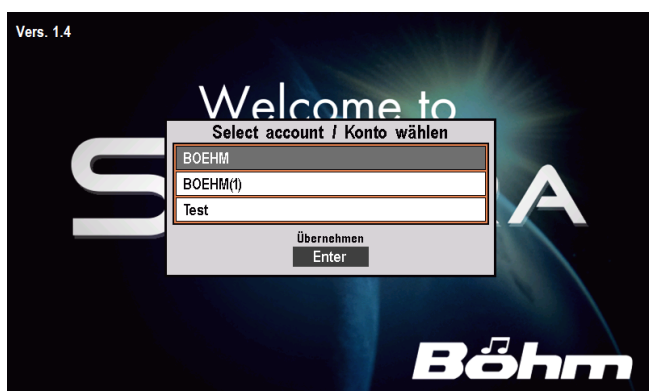 Vers. 1.4
Welcome to
Select account / Konto wählen
BOEHM
BOEHM(1)
Test
Übernehmen
Enter
Böhm